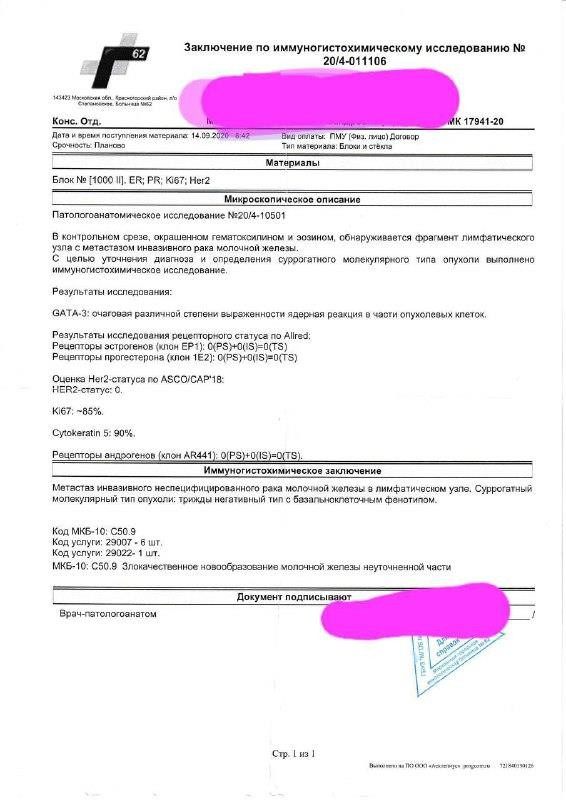 62
Заключение по иммуногистохимическому исследованию №
20/4-011106
143423 Московская обл., Красногорский район, п/о
Степановское, Больница №62
Конс. Отд.
МК 17941-20
Дата и время поступления материала: 14.09.2020 8:42
Вид оплаты: ПМУ (Физ. лицо) Договор
Срочность: Планово
Тип материала: Блоки и стёкла
Материалы
Блок № [1000 II]. ER; PR; Ki67; Her2
Микроскопическое описание
Патологоанатомическое исследование №20/4-10501
В контрольном срезе, окрашенном гематоксилином и эозином, обнаруживается фрагмент лимфатического
узла с метастазом инвазивного рака молочной железы.
С целью уточнения диагноза и определения суррогатного молекулярного типа опухоли выполнено
иммуногистохимическое исследование.
Результаты исследования:
GATA-3: очаговая различной степени выраженности ядерная реакция в части опухолевых клеток.
Результаты исследования рецепторного статуса по Allred:
Рецепторы эстрогенов (клон EP1): 0(PS)+0(IS)=0(TS)
Рецепторы прогестерона (клон 1E2): 0(PS)+0(IS)=0(TS)
Оценка Her2-статуса по ASCO/CAP'18:
HER2-статус: 0.
Ki67: ~85%.
Cytokeratin 5: 90%.
Рецепторы андрогенов (клон AR441): 0(PS)+0(IS)=0(TS).
Иммуногистохимическое заключение
Метастаз инвазивного неспецифицированного рака молочной железы в лимфатическом узле. Суррогатный
молекулярный тип опухоли: трижды негативный тип с базальноклеточным фенотипом.
Код МКБ-10: C50.9
Код услуги: 29007 - 6 шт.
Код услуги: 29022- 1 шт.
МКБ-10: C50.9 Злокачественное новообразование молочной железы неуточненной части
Документ подписывают
Врач-патологоанатом
/
Для
справок
Стр. 1 из 1
Выполнено на ПО ООО «Асклепиус» progcom.ru 721840190126